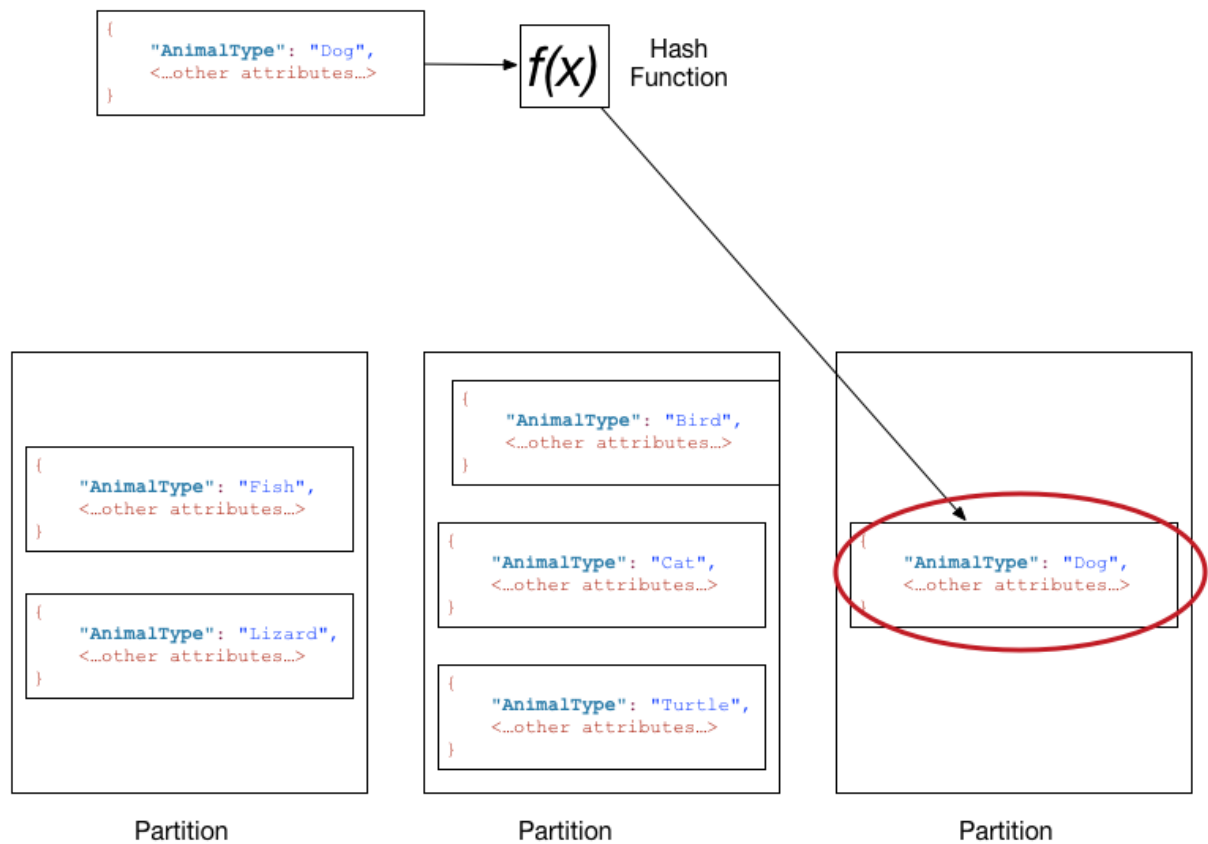 {
"AnimalType": "Dog",
<…other attributes…>
}
f(x)
Hash
Function
{
"AnimalType": "Fish",
<…other attributes…>
}
{
"AnimalType": "Lizard",
<…other attributes…>
}
Partition
{
"AnimalType": "Bird",
<…other attributes…>
}
{
"AnimalType": "Cat",
<…other attributes…>
}
{
"AnimalType": "Turtle",
<…other attributes…>
}
Partition
{
"AnimalType": "Dog",
<…other attributes…>
}
Partition